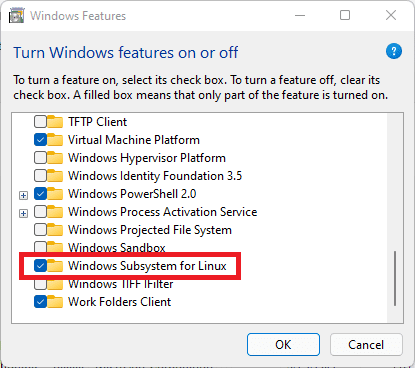 Windows Features
Turn Windows features on or off
?
To turn a feature on, select its check box. To turn a feature off, clear its
check box. A filled box means that only part of the feature is turned on.
TFTP Client
Virtual Machine Platform
Windows Hypervisor Platform
Windows Identity Foundation 3.5
Windows PowerShell 2.0
Windows Process Activation Service
Windows Projected File System
Windows Sandbox
Windows Subsystem for Linux
Windows TIFF IFilter
Work Folders Client
OK
Cancel